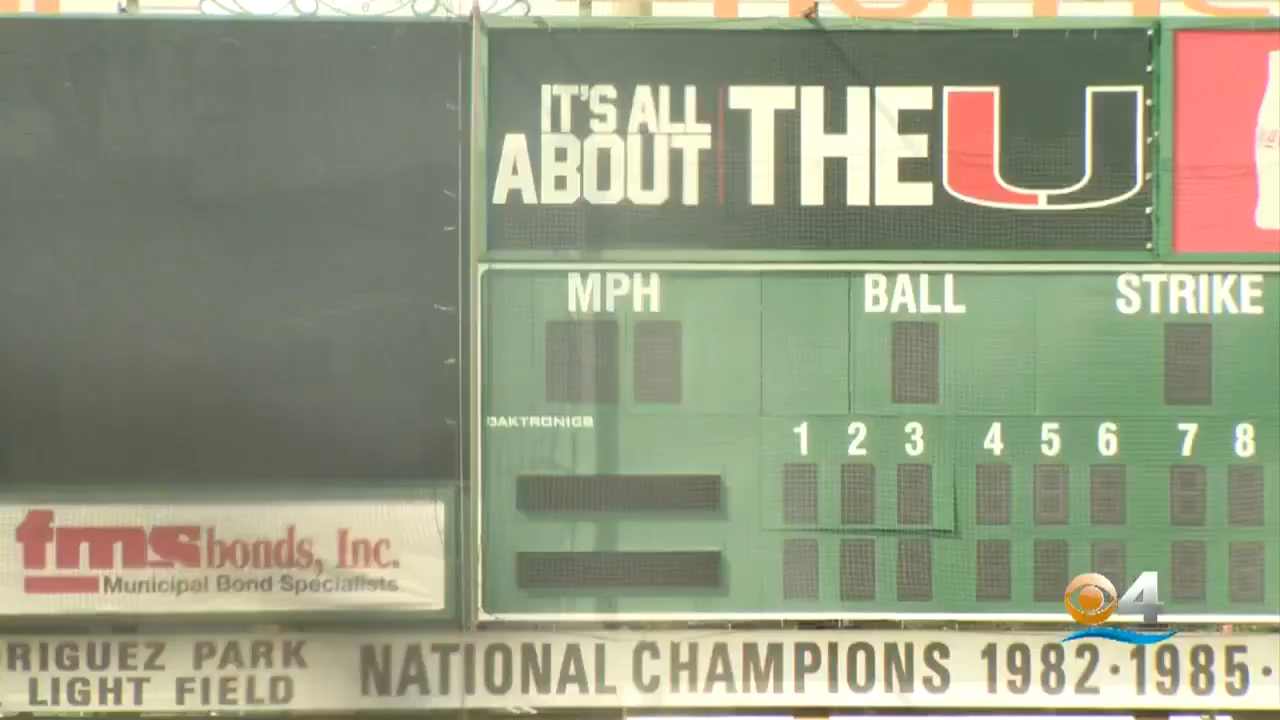 IT'S ALL
ABOUT
THE U
MPH BALL STRIKE
DAKTRONICS
1 2 3 4 5 6 7 8
fmsbonds, Inc.
Municipal Bond Specialists
4
RIGUEZ PARK
LIGHT FIELD
NATIONAL CHAMPIONS 1982·1985·